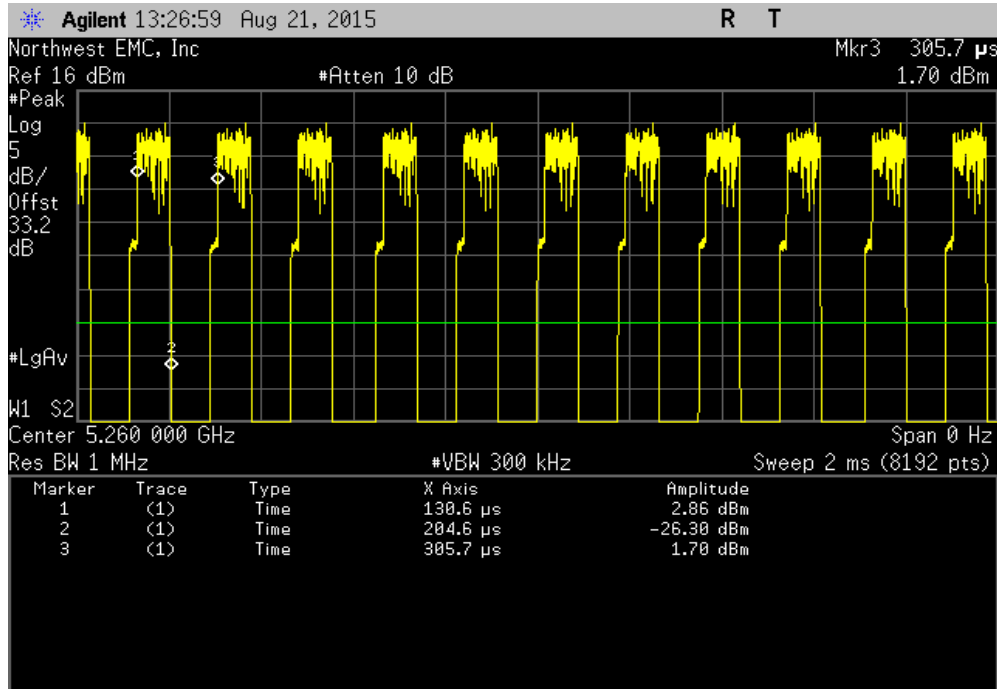 Agilent 13:26:59 Aug 21, 2015 R T
Northwest EMC, Inc Mkr3 305.7 µs
Ref 16 dBm #Atten 10 dB 1.70 dBm
#Peak
Log
5
dB/
Offst
33.2
dB
1
3
2
#LgAv
W1 S2
Center 5.260 000 GHz Span 0 Hz
Res BW 1 MHz #VBW 300 kHz Sweep 2 ms (8192 pts)
Marker Trace Type X Axis Amplitude
1 (1) Time 130.6 µs 2.86 dBm
2 (1) Time 204.6 µs -26.30 dBm
3 (1) Time 305.7 µs 1.70 dBm